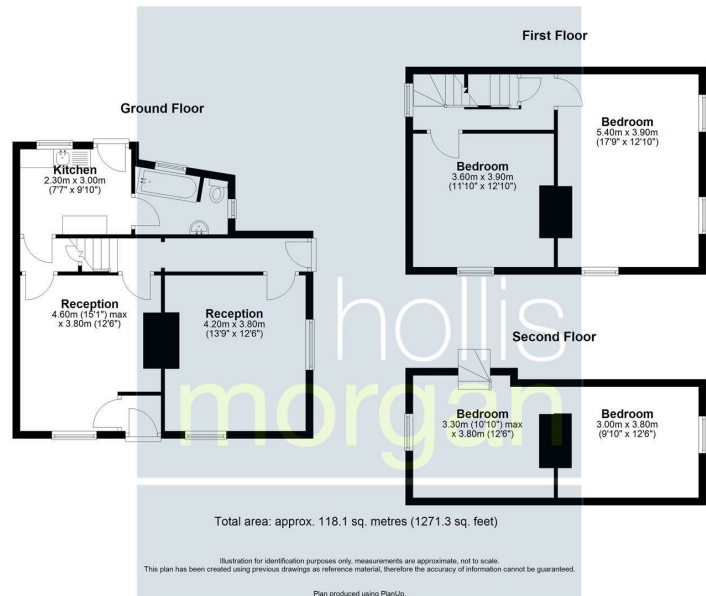 First Floor
Ground Floor
Kitchen
2.30m x 3.00m
(7'7" x 9'10")
Bedroom
5.40m x 3.90m
(17'9" x 12'10")
Bedroom
3.60m x 3.90m
(11'10" x 12'10")
Reception
4.60m (15'1") max
x 3.80m (12'6")
Reception
4.20m x 3.80m
(13'9" x 12'6")
hollis
morgan
Second Floor
Bedroom
3.30m (10'10") max
x 3.80m (12'6")
Bedroom
3.00m x 3.80m
(9'10" x 12'6")
Total area: approx. 118.1 sq. metres (1271.3 sq. feet)
Illustration for identification purposes only, measurements are approximate, not to scale.
This plan has been created using previous drawings as reference material, therefore the accuracy of information cannot be guaranteed.
Plan produced using PlanUp.